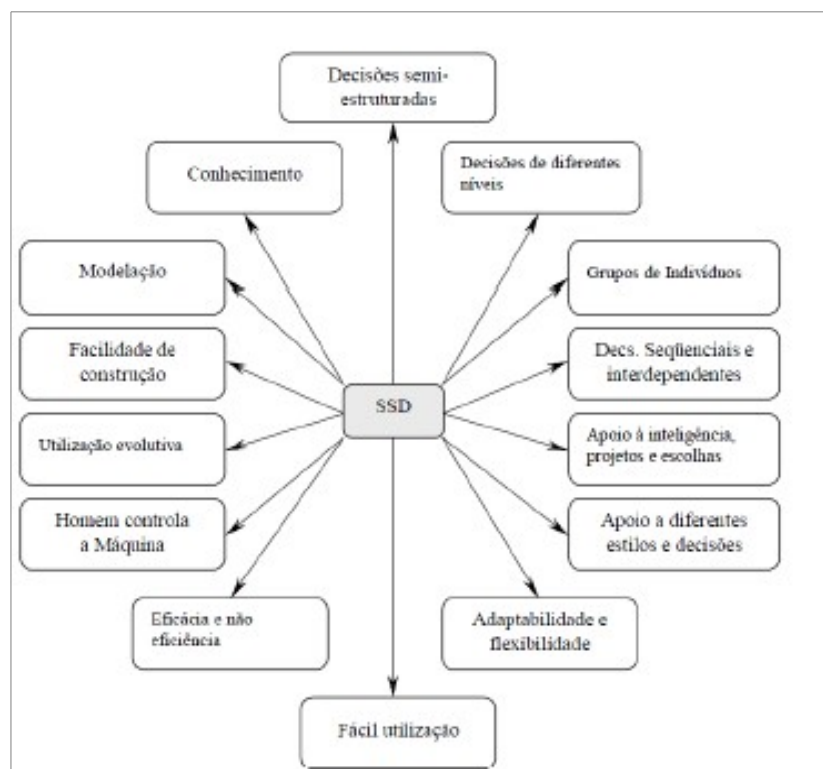 Decisões semi-
estruturadas
Conhecimento
Decisões de diferentes
níveis
Modelação
Grupos de Indivíduos
Facilidade de
construção
Decs. Seqüenciais e
interdependentes
SSD
Utilização evolutiva
Apoio à inteligência,
projetos e escolhas
Homem controla
a Máquina
Apoio a diferentes
estilos e decisões
Eficácia e não
eficiência
Adaptabilidade e
flexibilidade
Fácil utilização